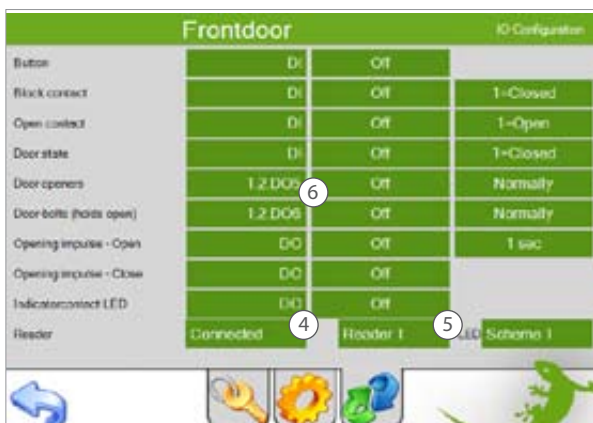 Frontdoor IO Configuration
Button DI Off
Block contact DI Off 1=Closed
Open contact DI Off 1=Open
Door state DI Off 1=Closed
Door openers 1.2.DO5 6 Off Normally
Door bolts (holds open) 1.2.DO6 Off Normally
Opening impulse - Open DO Off 1 sec
Opening impulse - Close DO Off
Indicatorcontact LED DO Off
Reader Connected 4 Reader 1 5 LED Scheme 1